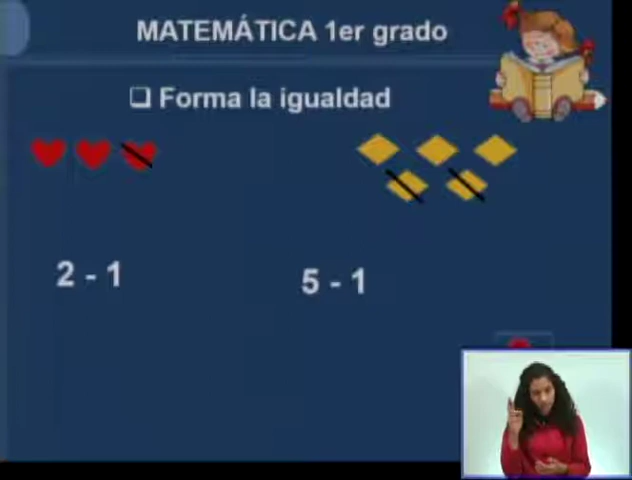 MATEMÁTICA 1er grado
❑ Forma la igualdad
2 - 1
5 - 1